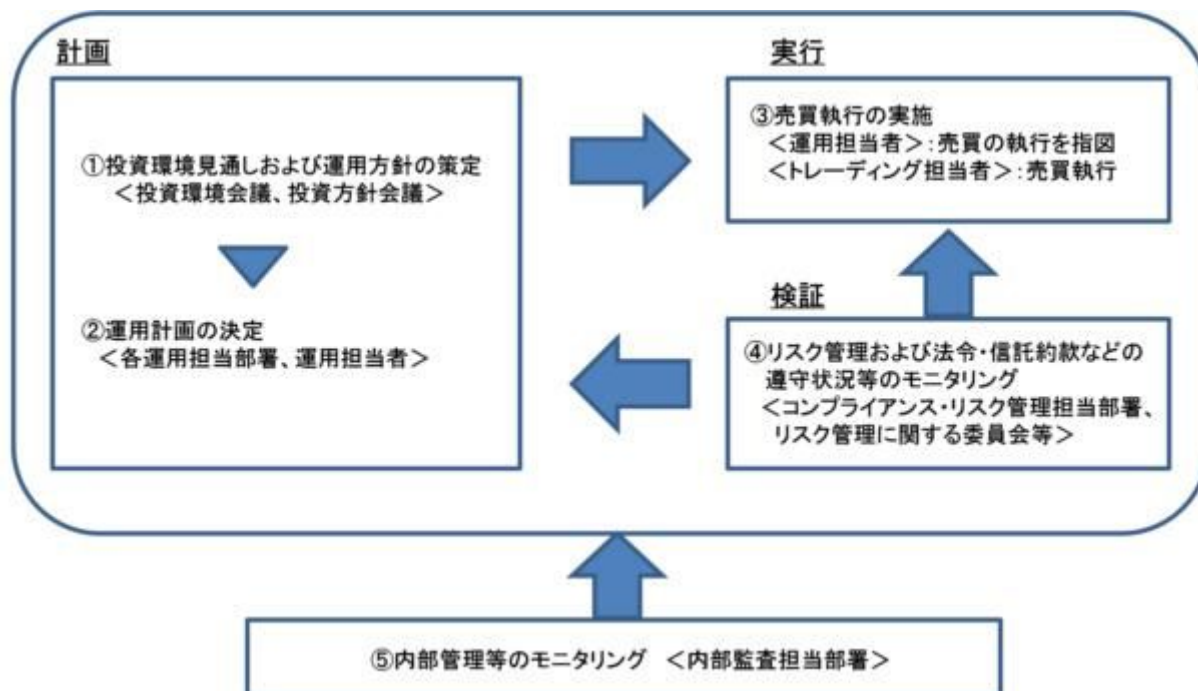 計画
①投資環境見通しおよび運用方針の策定
＜投資環境会議、投資方針会議＞
②運用計画の決定
＜各運用担当部署、運用担当者＞
実行
③売買執行の実施
＜運用担当者＞：売買の執行を指図
＜トレーディング担当者＞：売買執行
検証
④リスク管理および法令・信託約款などの
遵守状況等のモニタリング
＜コンプライアンス・リスク管理担当部署、
リスク管理に関する委員会等＞
⑤内部管理等のモニタリング　＜内部監査担当部署＞